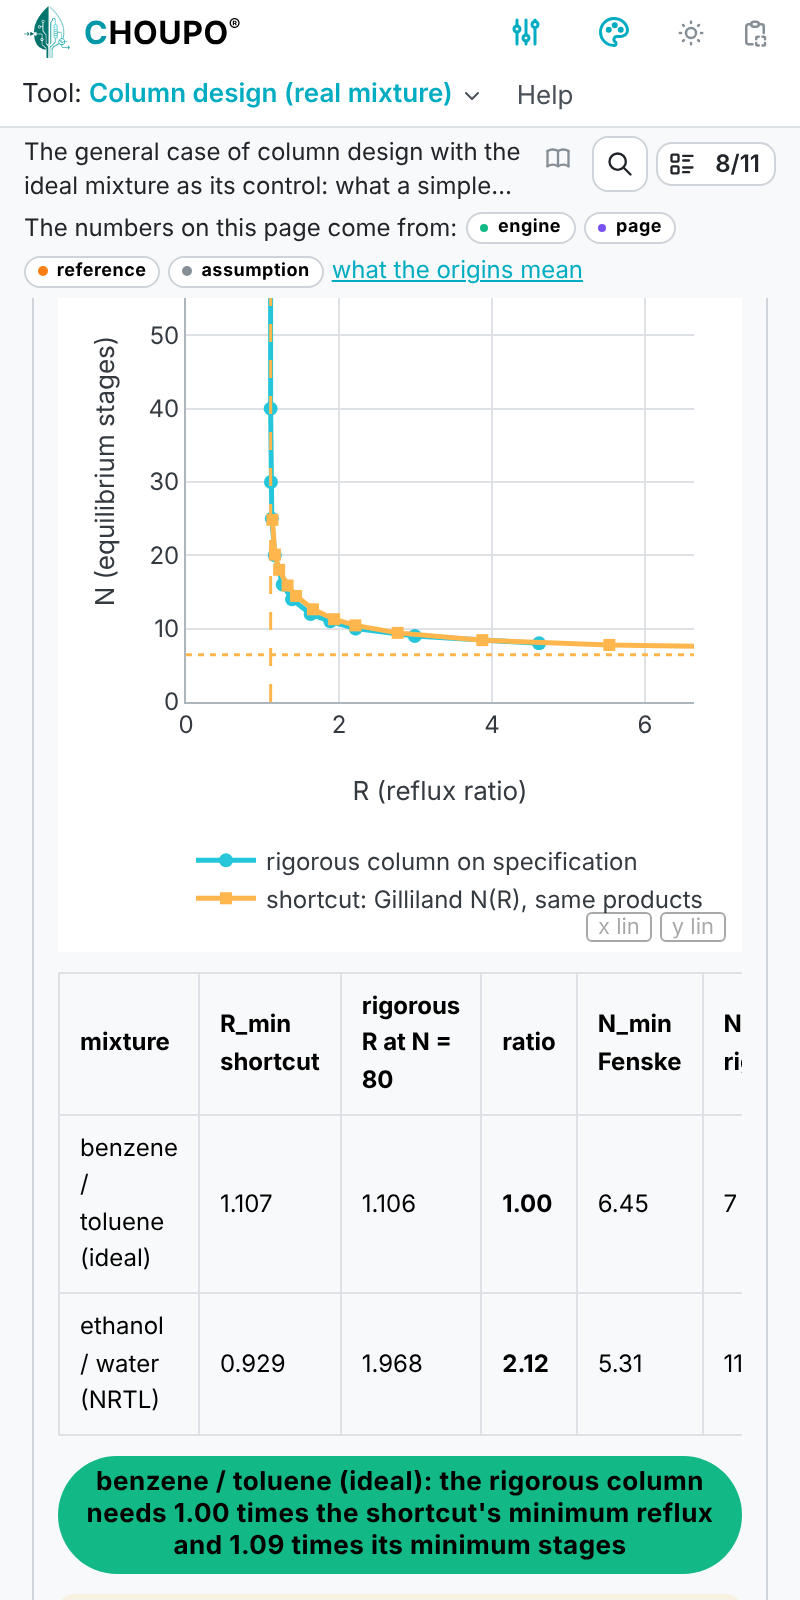 CHOUPO®
Tool: Column design (real mixture) Help
The general case of column design with the
ideal mixture as its control: what a simple...
8/11
The numbers on this page come from: engine page
reference assumption what the origins mean
N (equilibrium stages)
50
40
30
20
10
0
0 2 4 6
R (reflux ratio)
rigorous column on specification
shortcut: Gilliland N(R), same products
x lin y lin
mixture R_min shortcut rigorous R at N = 80 ratio N_min Fenske N
benzene / toluene (ideal) 1.107 1.106 1.00 6.45 7
ethanol / water (NRTL) 0.929 1.968 2.12 5.31 11
benzene / toluene (ideal): the rigorous column
needs 1.00 times the shortcut's minimum reflux
and 1.09 times its minimum stages